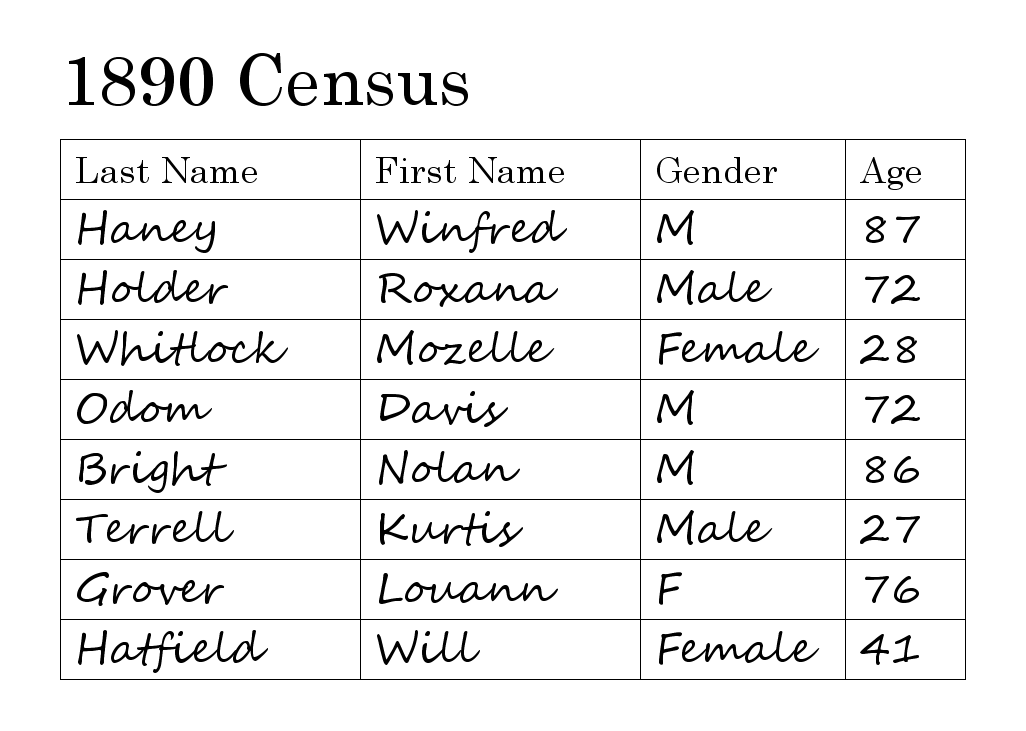 1890 Census
Last Name First Name Gender Age
Haney Winfred M 87
Holder Roxana Male 72
Whitlock Mozelle Female 28
Odom Davis M 72
Bright Nolan M 86
Terrell Kurtis Male 27
Grover Louann F 76
Hatfield Will Female 41